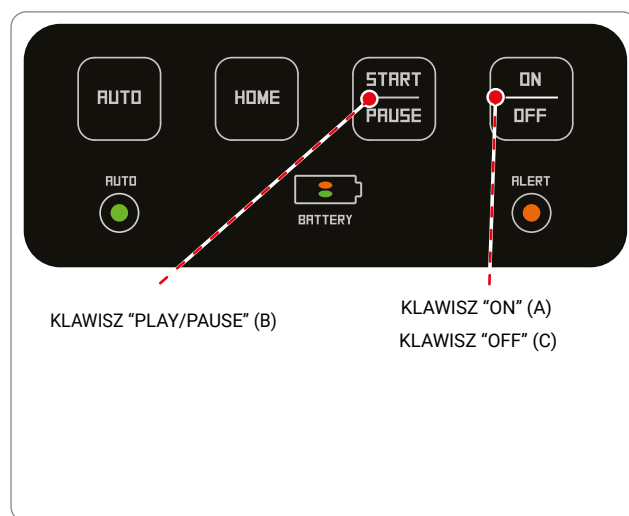 AUTO
HOME
START
PAUSE
ON
OFF
AUTO
BATTERY
ALERT
KLAWISZ “PLAY/PAUSE” (B)
KLAWISZ “ON” (A)
KLAWISZ “OFF” (C)